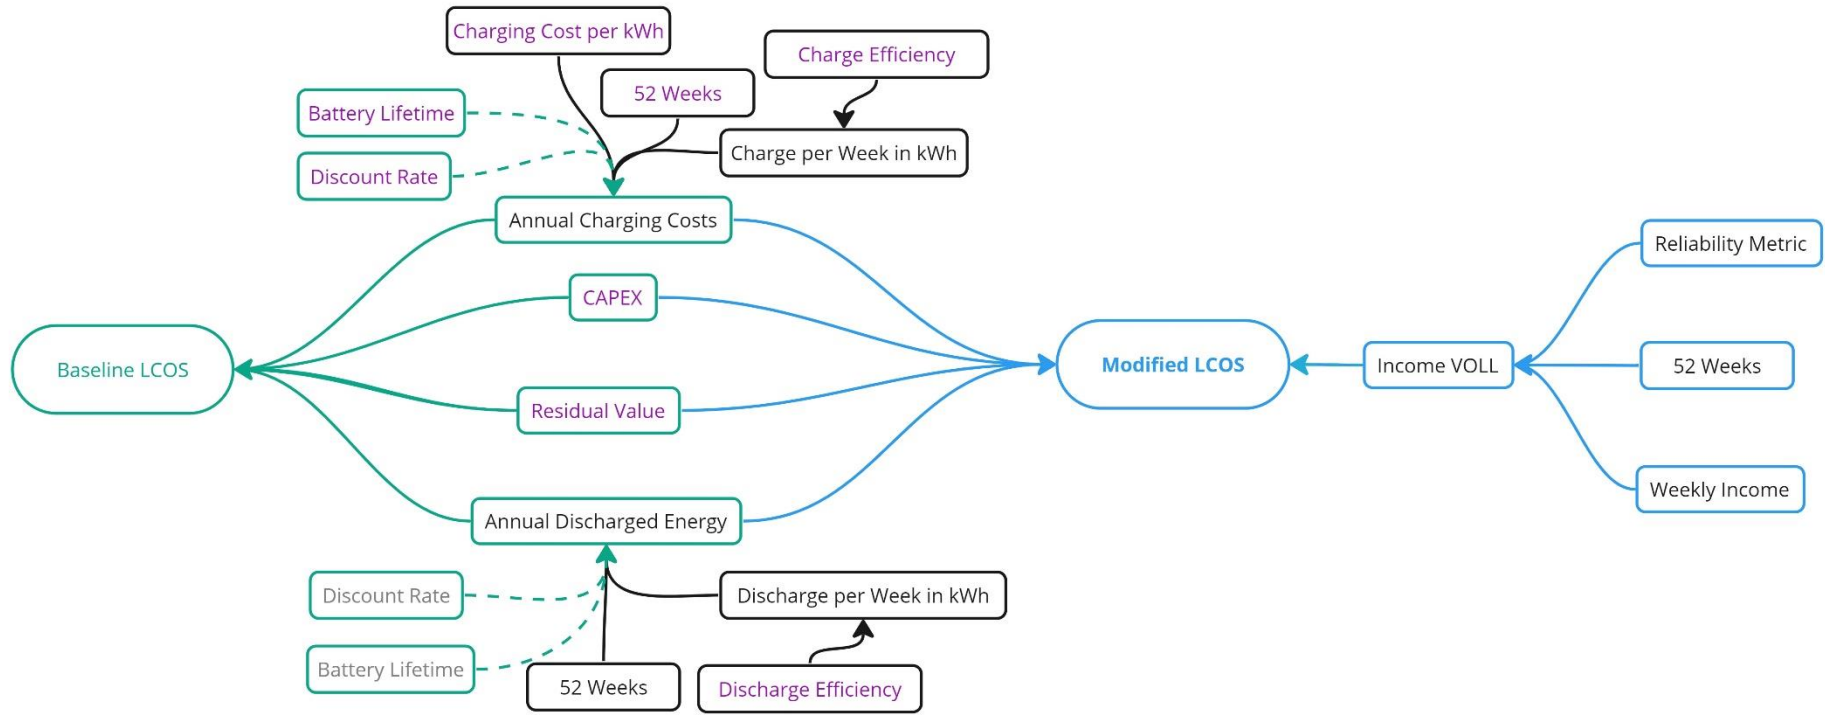 Charging Cost per kWh
Charge Efficiency
52 Weeks
Battery Lifetime
Charge per Week in kWh
Discount Rate
Annual Charging Costs
Reliability Metric
CAPEX
Baseline LCOS
Modified LCOS
Income VOLL
52 Weeks
Residual Value
Weekly Income
Annual Discharged Energy
Discount Rate
Discharge per Week in kWh
Battery Lifetime
52 Weeks
Discharge Efficiency